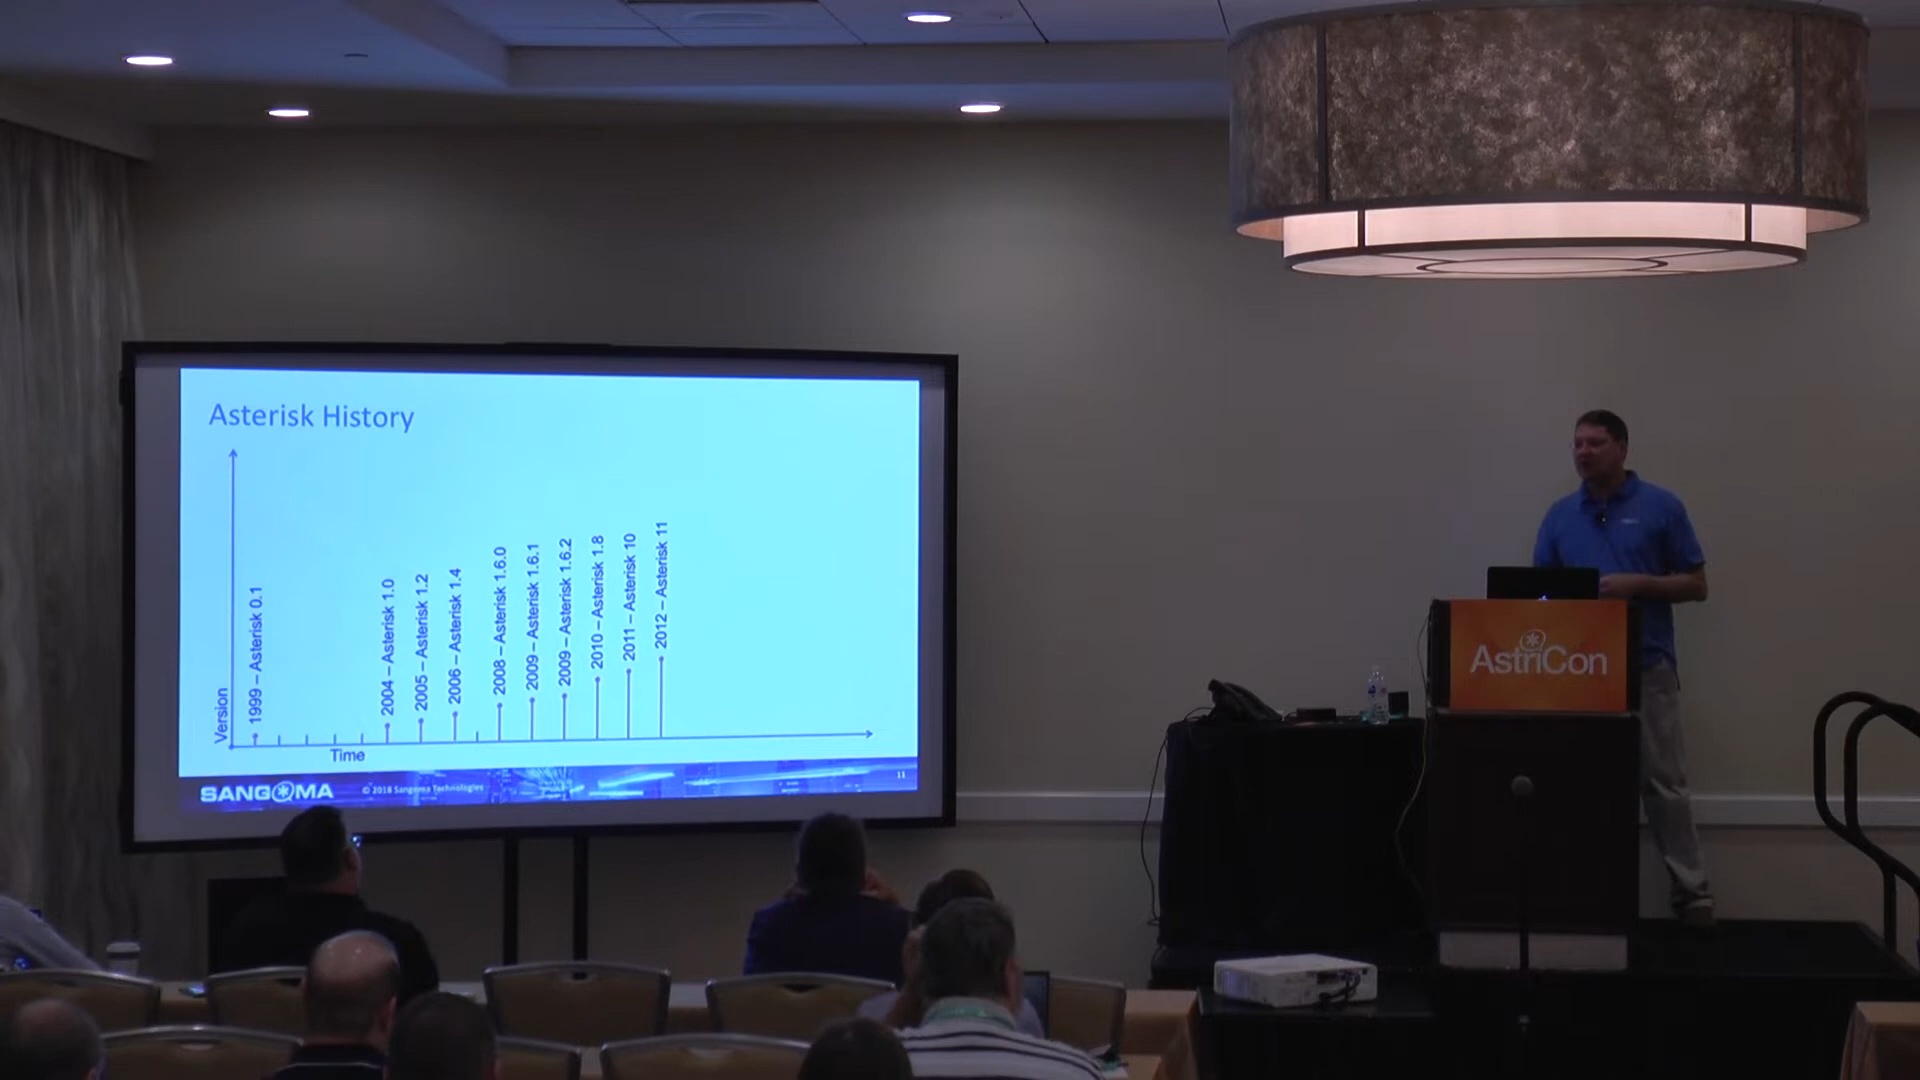 Asterisk History
Version
1999 – Asterisk 0.1
2004 – Asterisk 1.0
2005 – Asterisk 1.2
2006 – Asterisk 1.4
2008 – Asterisk 1.6.0
2009 – Asterisk 1.6.1
2009 – Asterisk 1.6.2
2010 – Asterisk 1.8
2011 – Asterisk 10
2012 – Asterisk 11
Time
SANGOMA
© 2018 Sangoma Technologies
11
AstriCon